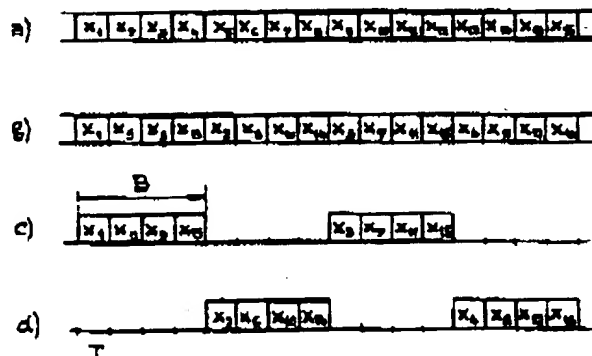 a) X₁ X₂ X₃ X₄ X₅ X₆ X₇ X₈ X₉ X₁₀ X₁₁ X₁₂ X₁₃ X₁₄ X₁₅ X₁₆
X₁ X₅ X₉ X₁₃ X₂ X₆ X₁₀ X₁₄ X₃ X₇ X₁₁ X₁₅ X₄ X₈ X₁₂ X₁₆
B
c) X₁ X₉ X₁₃ X₃ X₇ X₁₁ X₁₅
d) X₂ X₆ X₁₀ X₁₄ X₄ X₈ X₁₂ X₁₆
T